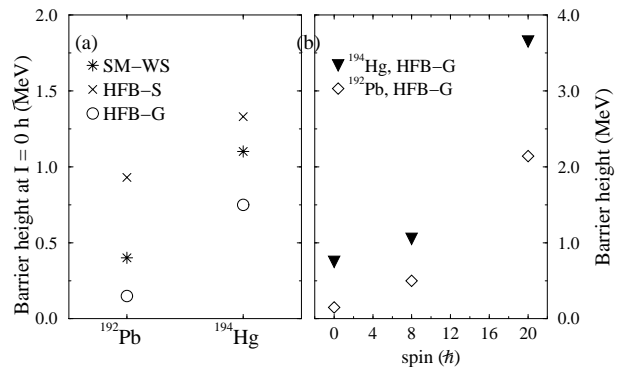 2.0
1.5
1.0
0.5
0.0
Barrier height at I = 0 h (MeV)
(a)
SM−WS
HFB−S
HFB−G
¹⁹²Pb
¹⁹⁴Hg
(b)
¹⁹⁴Hg, HFB−G
¹⁹²Pb, HFB−G
0 4 8 12 16 20
spin (ℏ)
4.0
3.0
2.0
1.0
0.0
Barrier height (MeV)